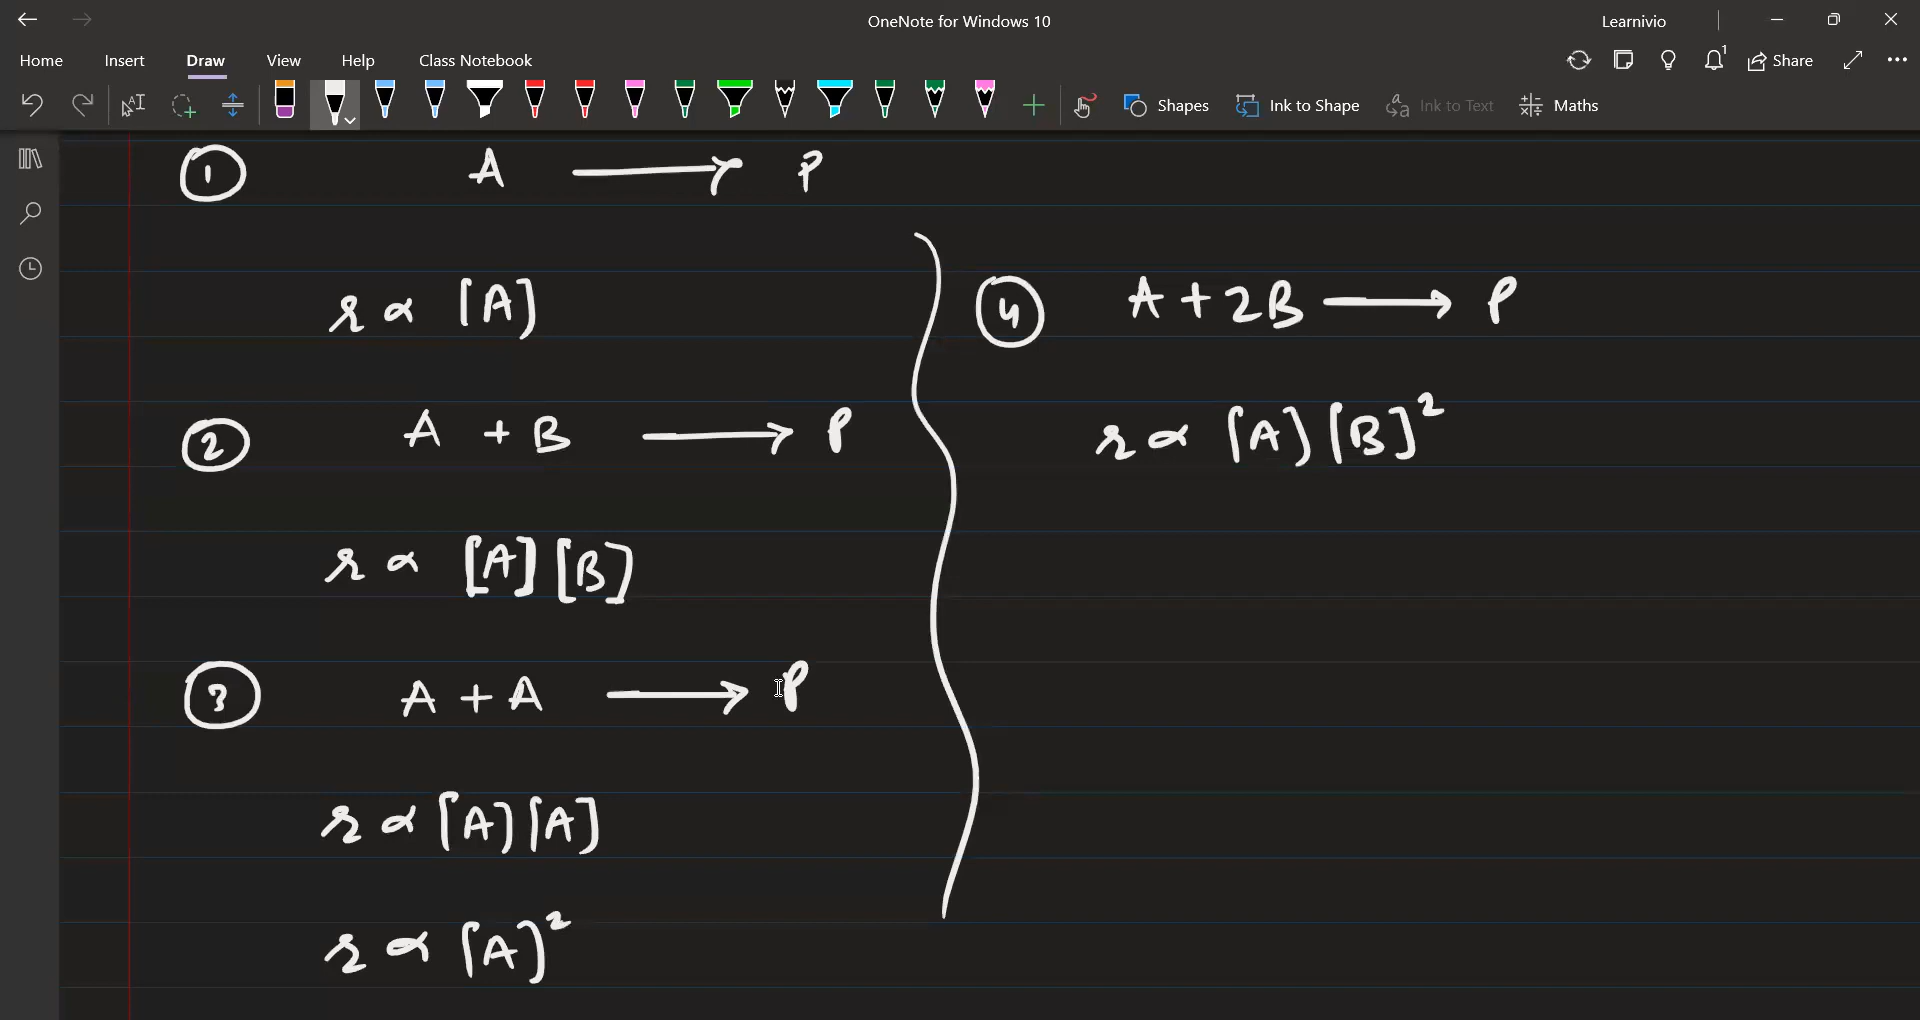 OneNote for Windows 10
Learnivio
Home Insert Draw View Help Class Notebook
1
Share
Shapes Ink to Shape Ink to Text Maths
① A ⟶ P
r ∝ [A]
② A + B ⟶ P
r ∝ [A][B]
③ A + A ⟶ P
r ∝ [A][A]
r ∝ [A]²
④ A + 2B ⟶ P
r ∝ [A][B]²